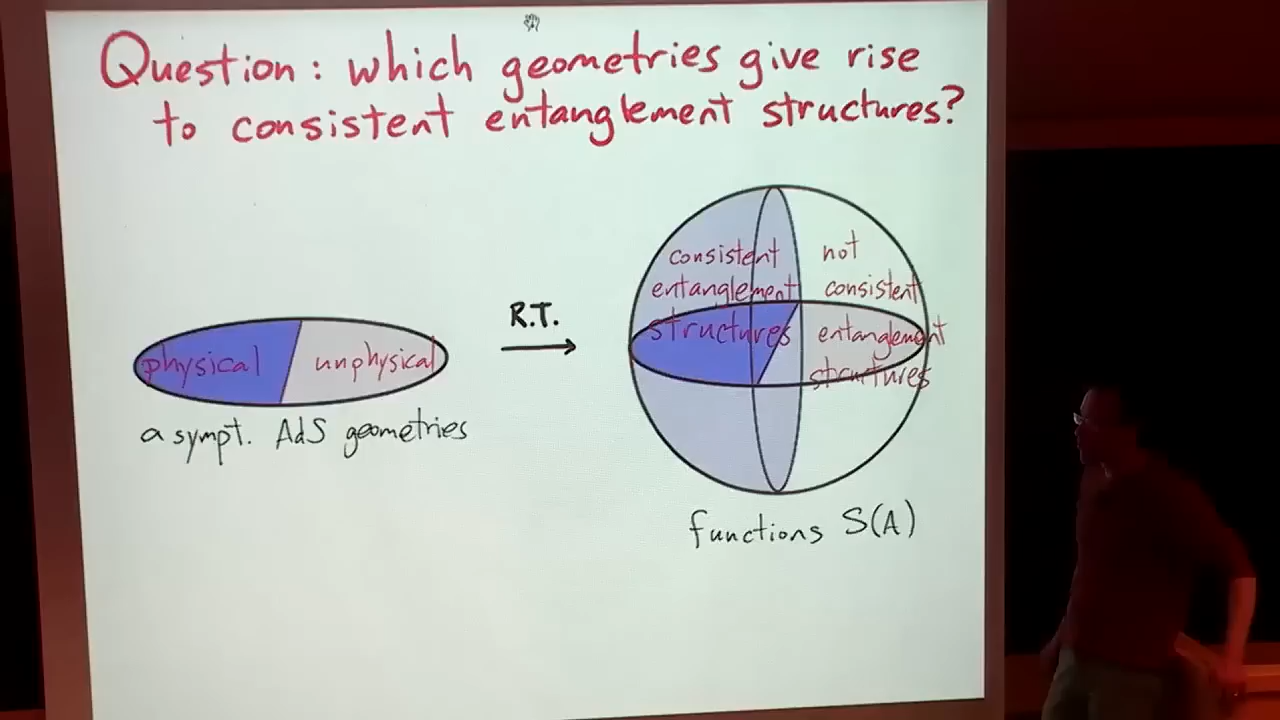 Question: which geometries give rise
to consistent entanglement structures?
physical
unphysical
asympt. AdS geometries
R.T.
consistent
entanglement
structures
not
consistent
entanglement
structures
functions S(A)